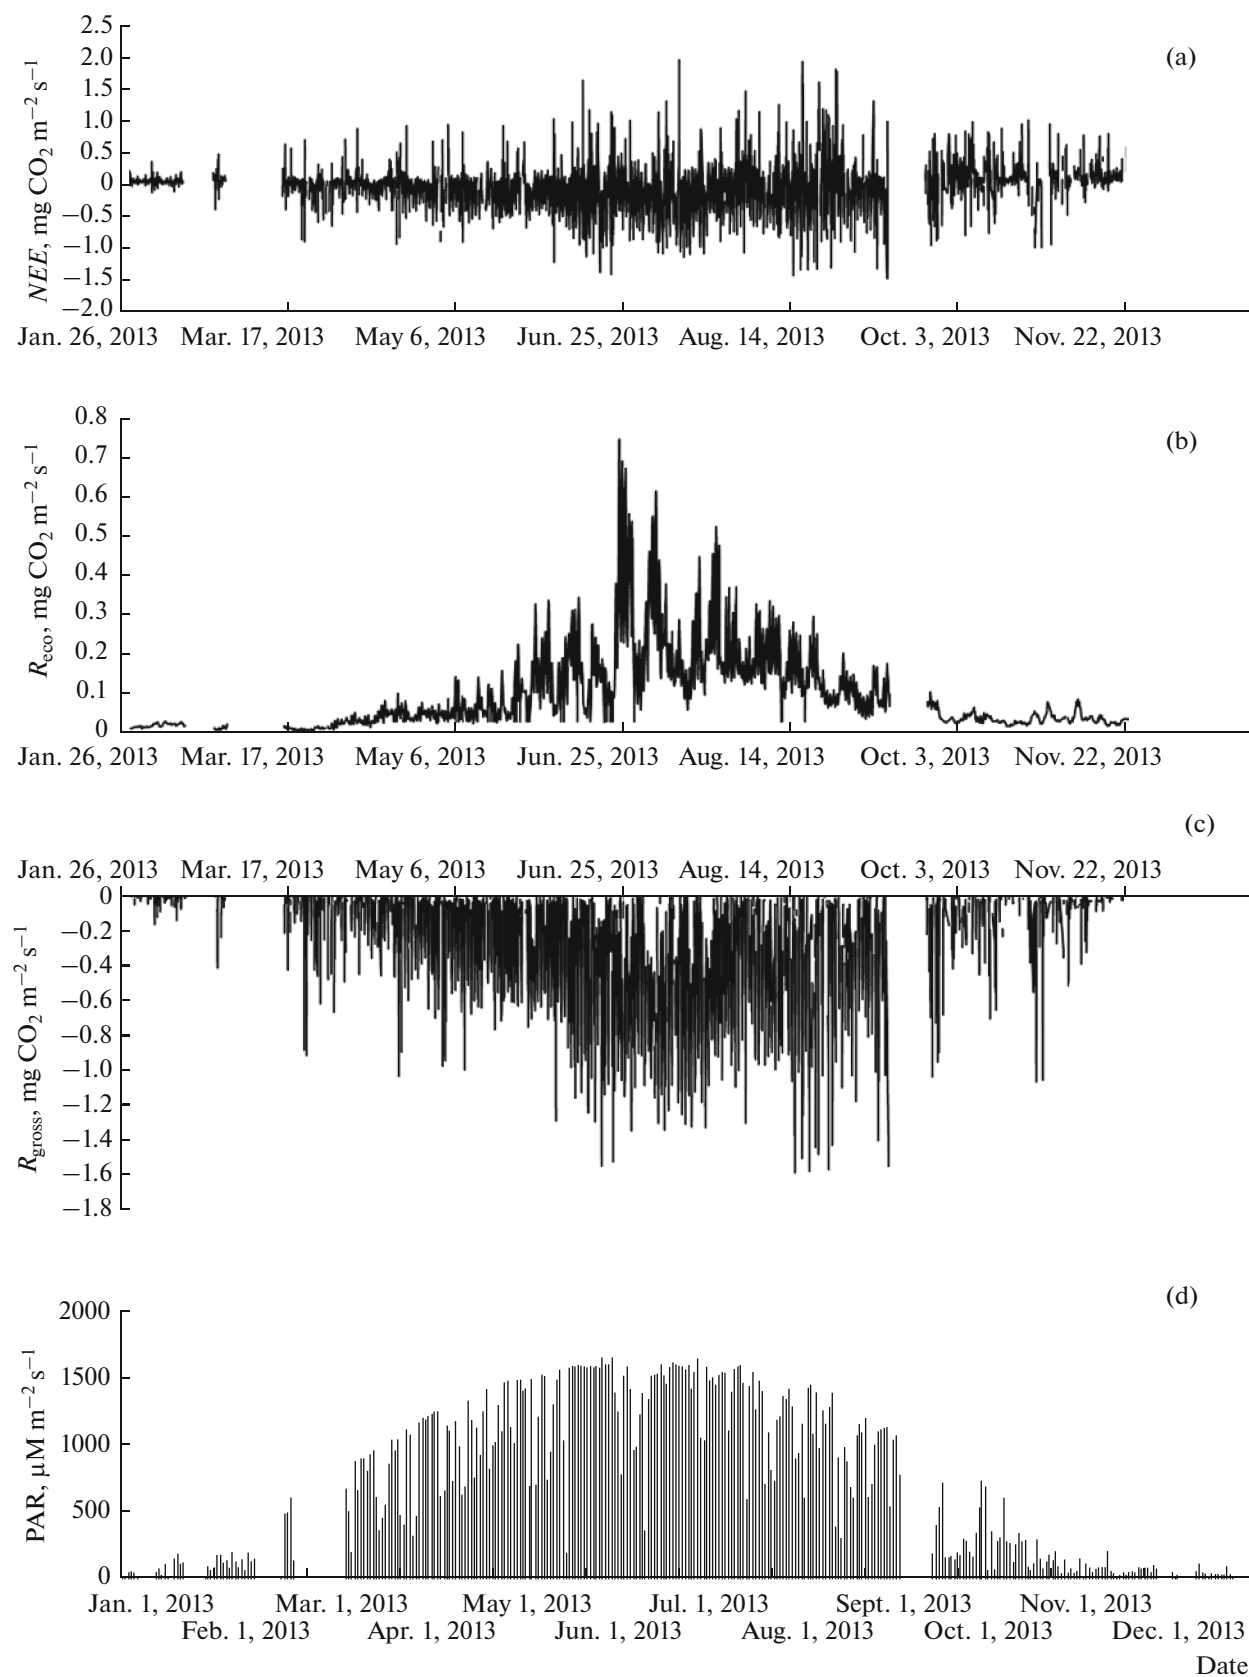 (a)
NEE, mg CO₂ m⁻² s⁻¹
2.5
2.0
1.5
1.0
0.5
0
−0.5
−1.0
−1.5
−2.0
Jan. 26, 2013 Mar. 17, 2013 May 6, 2013 Jun. 25, 2013 Aug. 14, 2013 Oct. 3, 2013 Nov. 22, 2013
(b)
R_eco, mg CO₂ m⁻² s⁻¹
0.8
0.7
0.6
0.5
0.4
0.3
0.2
0.1
0
Jan. 26, 2013 Mar. 17, 2013 May 6, 2013 Jun. 25, 2013 Aug. 14, 2013 Oct. 3, 2013 Nov. 22, 2013
(c)
Jan. 26, 2013 Mar. 17, 2013 May 6, 2013 Jun. 25, 2013 Aug. 14, 2013 Oct. 3, 2013 Nov. 22, 2013
R_gross, mg CO₂ m⁻² s⁻¹
0
−0.2
−0.4
−0.6
−0.8
−1.0
−1.2
−1.4
−1.6
−1.8
(d)
PAR, μM m⁻² s⁻¹
2000
1500
1000
500
0
Jan. 1, 2013 Mar. 1, 2013 May 1, 2013 Jul. 1, 2013 Sept. 1, 2013 Nov. 1, 2013
Feb. 1, 2013 Apr. 1, 2013 Jun. 1, 2013 Aug. 1, 2013 Oct. 1, 2013 Dec. 1, 2013
Date